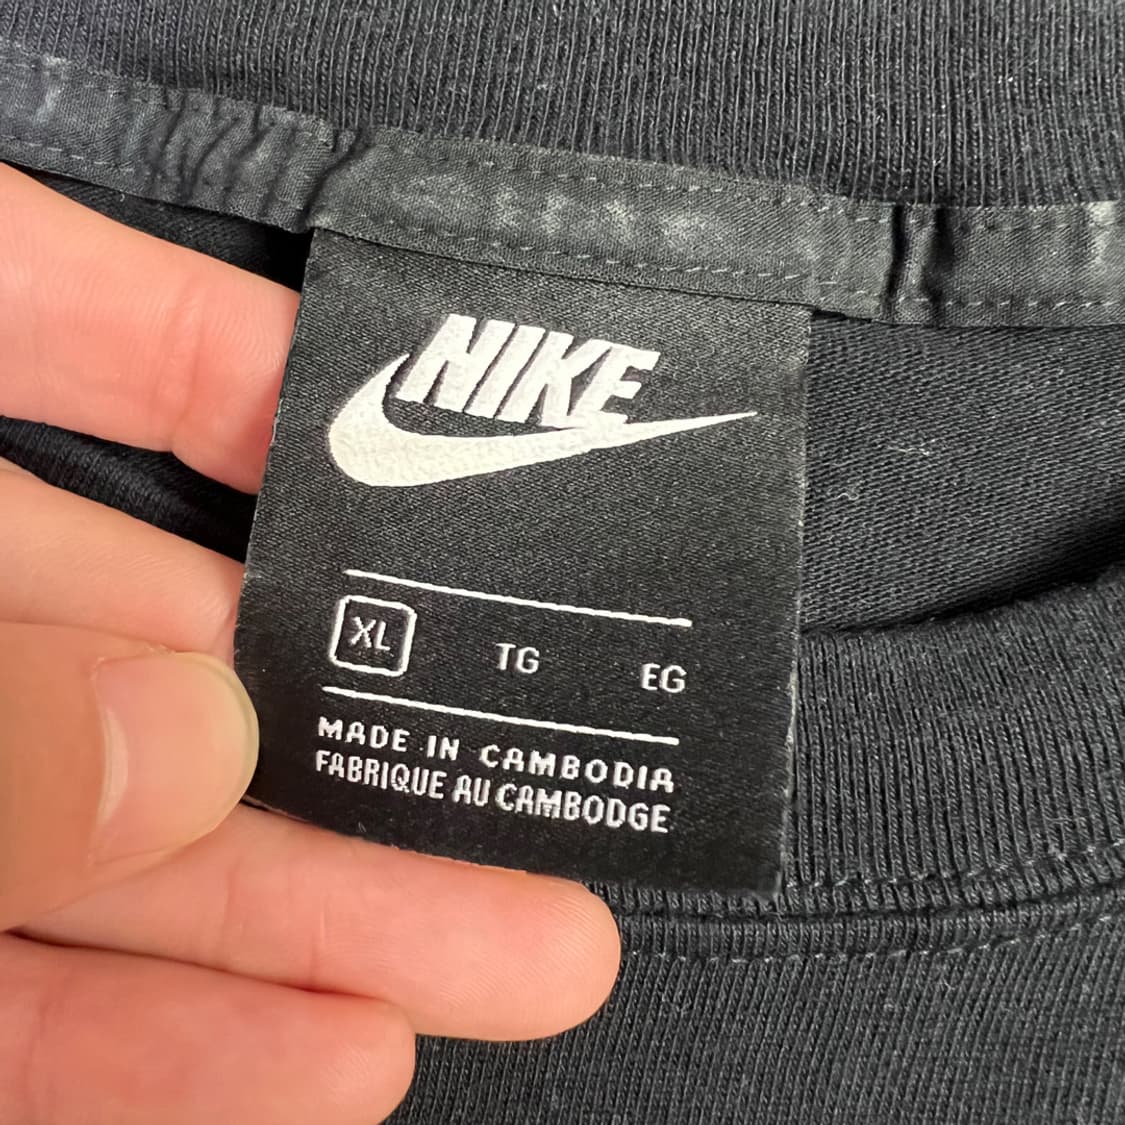 NIKE
XL TG EG
MADE IN CAMBODIA
FABRIQUE AU CAMBODGE